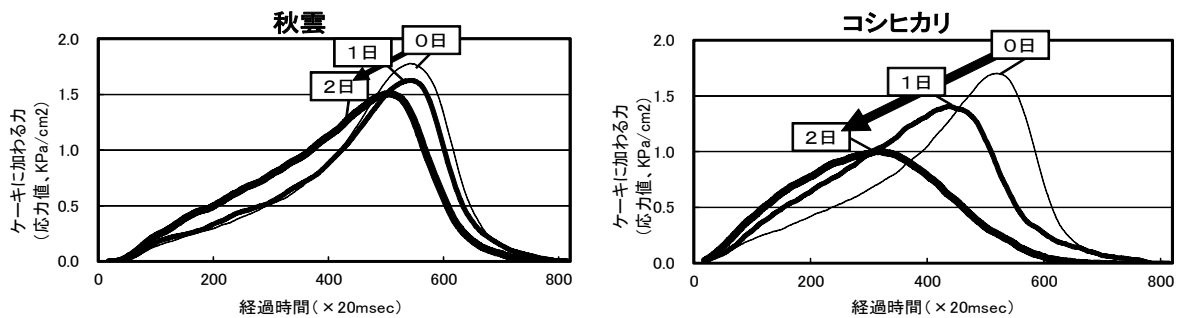 秋雲
0日
1日
2日
2.0
1.5
1.0
0.5
0.0
0
200
400
600
800
ケーキに加わる力
(応力値、KPa/cm2)
経過時間(×20msec)
コシヒカリ
0日
1日
2日
2.0
1.5
1.0
0.5
0.0
0
200
400
600
800
ケーキに加わる力
(応力値、KPa/cm2)
経過時間(×20msec)